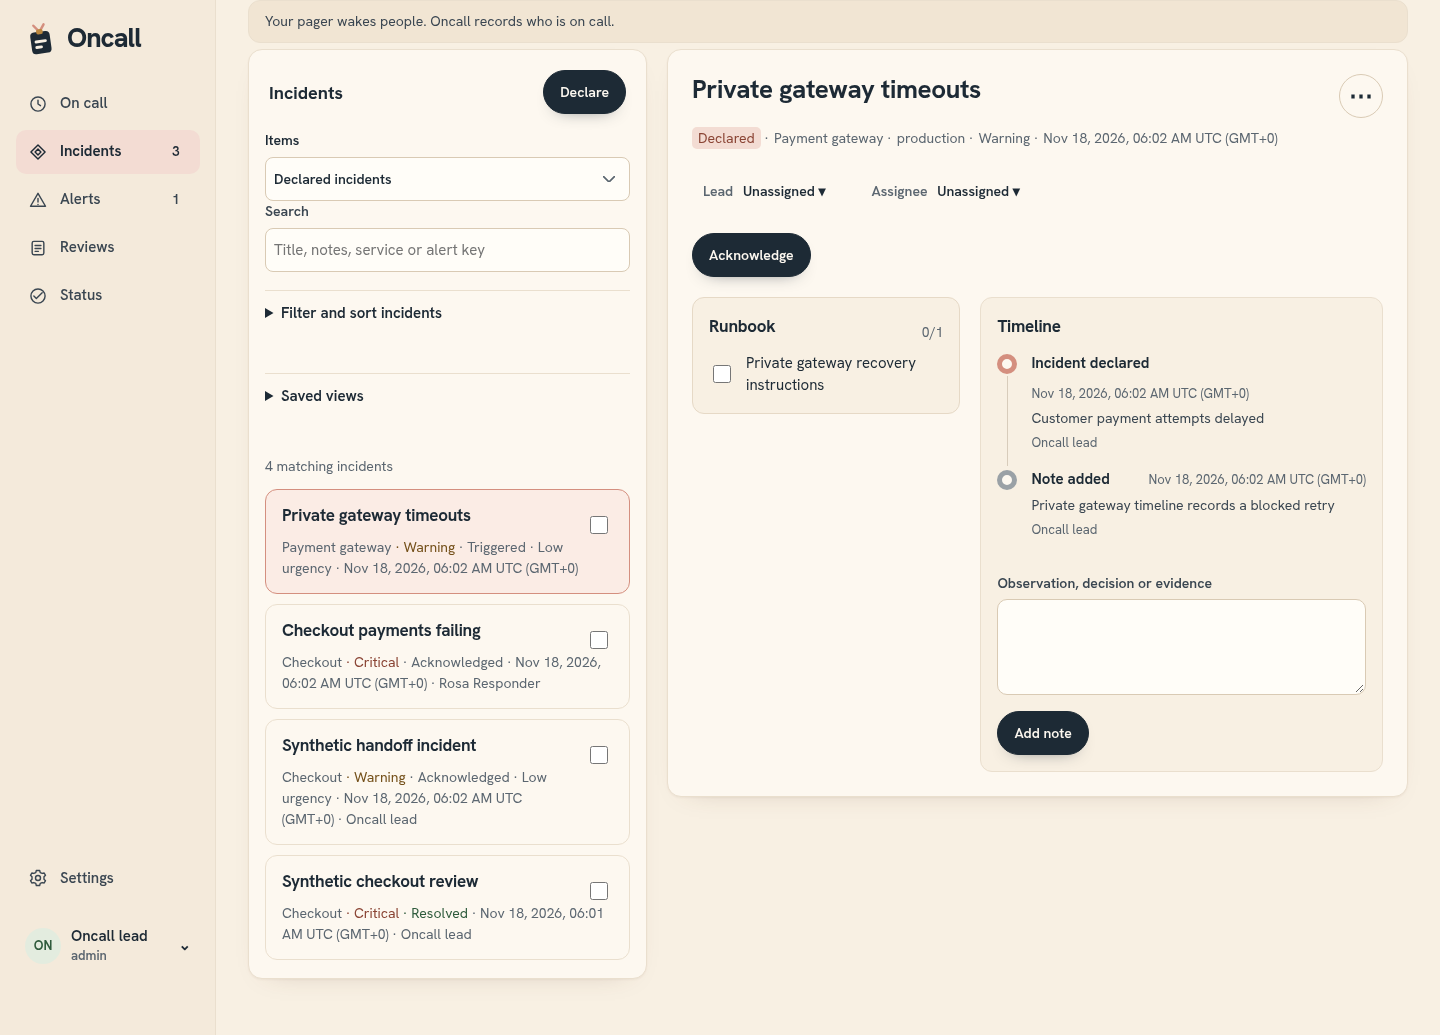 Your pager wakes people. Oncall records who is on call.
Oncall
On call
Incidents 3
Alerts 1
Reviews
Status
Settings
ON
Oncall lead
admin
Incidents
Declare
Items
Declared incidents
Search
Title, notes, service or alert key
Filter and sort incidents
Saved views
4 matching incidents
Private gateway timeouts
Payment gateway · Warning · Triggered · Low
urgency · Nov 18, 2026, 06:02 AM UTC (GMT+0)
Checkout payments failing
Checkout · Critical · Acknowledged · Nov 18, 2026,
06:02 AM UTC (GMT+0) · Rosa Responder
Synthetic handoff incident
Checkout · Warning · Acknowledged · Low
urgency · Nov 18, 2026, 06:02 AM UTC
(GMT+0) · Oncall lead
Synthetic checkout review
Checkout · Critical · Resolved · Nov 18, 2026, 06:01
AM UTC (GMT+0) · Oncall lead
Private gateway timeouts
Declared · Payment gateway · production · Warning · Nov 18, 2026, 06:02 AM UTC (GMT+0)
Lead Unassigned ▾ Assignee Unassigned ▾
Acknowledge
Runbook 0/1
Private gateway recovery
instructions
Timeline
Incident declared
Nov 18, 2026, 06:02 AM UTC (GMT+0)
Customer payment attempts delayed
Oncall lead
Note added Nov 18, 2026, 06:02 AM UTC (GMT+0)
Private gateway timeline records a blocked retry
Oncall lead
Observation, decision or evidence
Add note